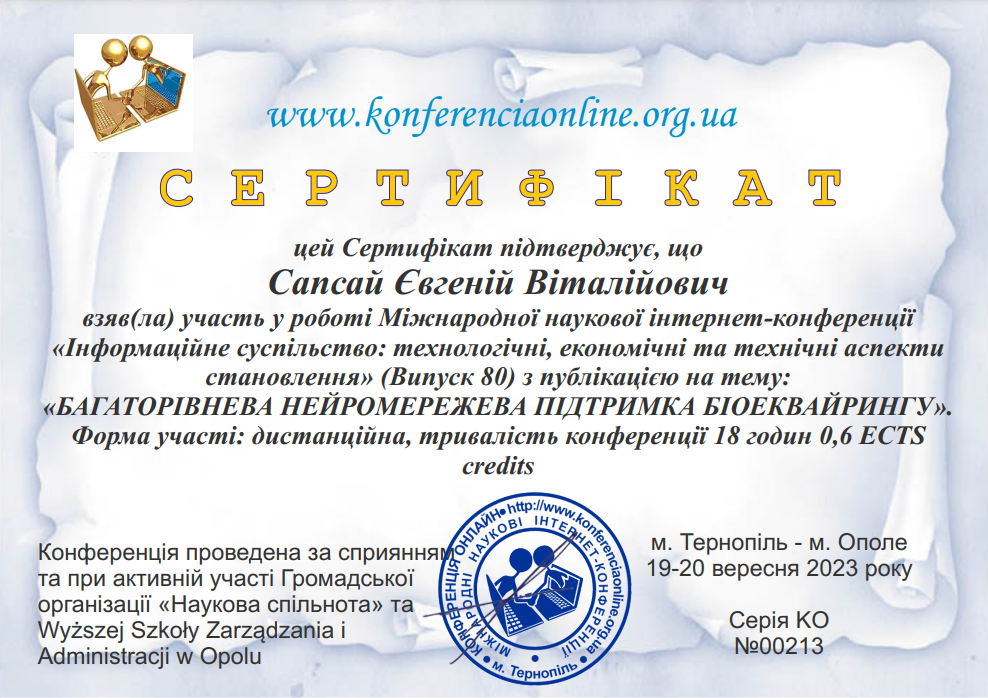 www.konferenciaonline.org.ua
СЕРТИФІКАТ
цей Сертифікат підтверджує, що
Сапсай Євгеній Віталійович
взяв(ла) участь у роботі Міжнародної наукової інтернет-конференції
«Інформаційне суспільство: технологічні, економічні та технічні аспекти
становлення» (Випуск 80) з публікацією на тему:
«БАГАТОРІВНЕВА НЕЙРОМЕРЕЖЕВА ПІДТРИМКА БІОЕКВАЙРИНГУ».
Форма участі: дистанційна, тривалість конференції 18 годин 0,6 ECTS
credits
Конференція проведена за сприянням
та при активній участі Громадської
організації «Наукова спільнота» та
Wyższej Szkoły Zarządzania i
Administracji w Opolu
КОНФЕРЕНЦІЯ ОНЛАЙН • http://www.konferenciaonline.org.ua
МІЖНАРОДНІ НАУКОВІ ІНТЕРНЕТ-КОНФЕРЕНЦІЇ
• м. Тернопіль •
м. Тернопіль - м. Ополе
19-20 вересня 2023 року
Серія КО
№00213